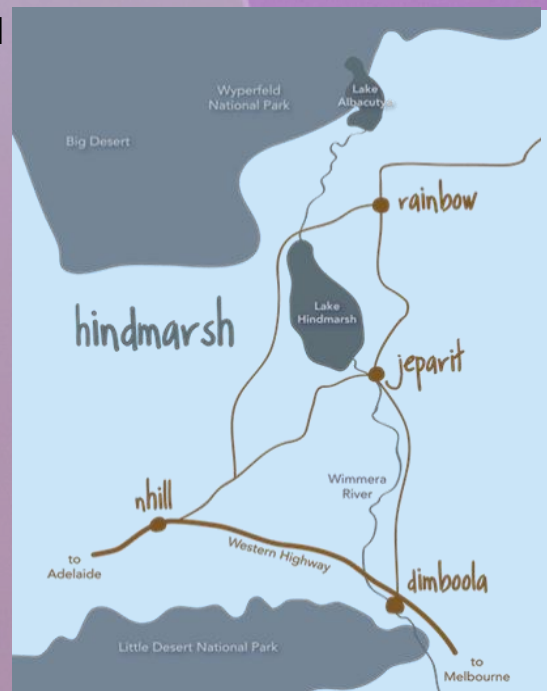 Lake
Albacutya
Wyperfeld
National Park
Big Desert
rainbow
hindmarsh
Lake
Hindmarsh
jeparit
Wimmera
River
nhill
Western Highway
to
Adelaide
dimboola
Little Desert National Park
to
Melbourne